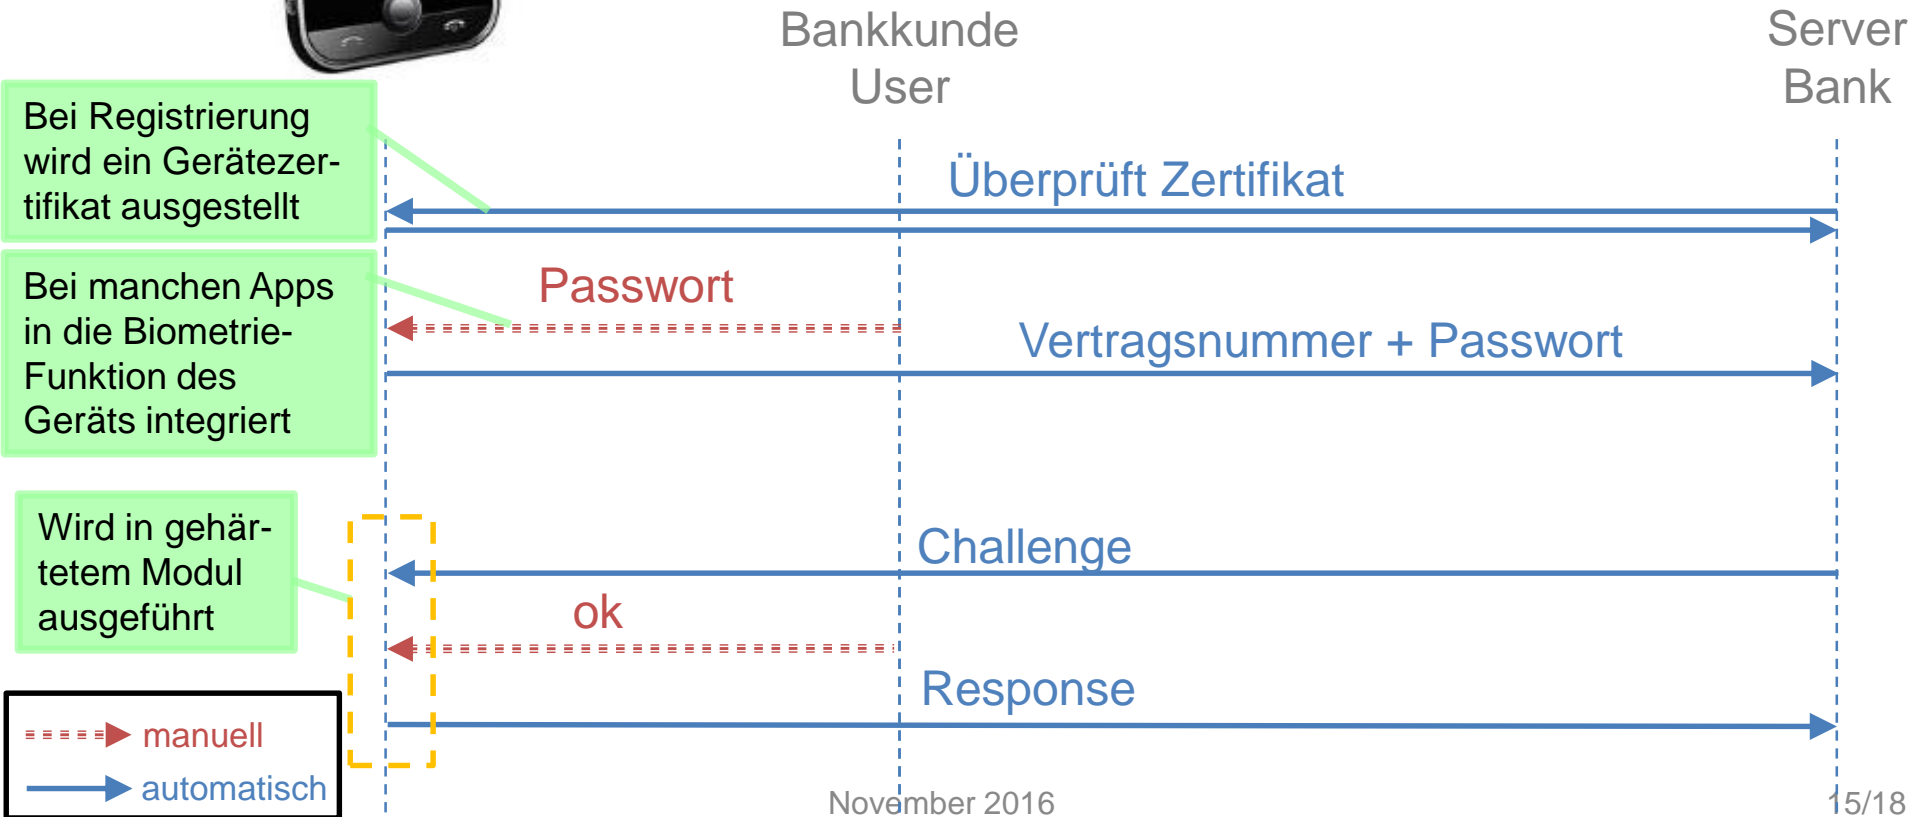 Bankkunde
User
Server
Bank
Bei Registrierung
wird ein Gerätezer-
tifikat ausgestellt
Überprüft Zertifikat
Bei manchen Apps
in die Biometrie-
Funktion des
Geräts integriert
Passwort
Vertragsnummer + Passwort
Wird in gehär-
tetem Modul
ausgeführt
Challenge
ok
Response
manuell
automatisch
November 2016
15/18